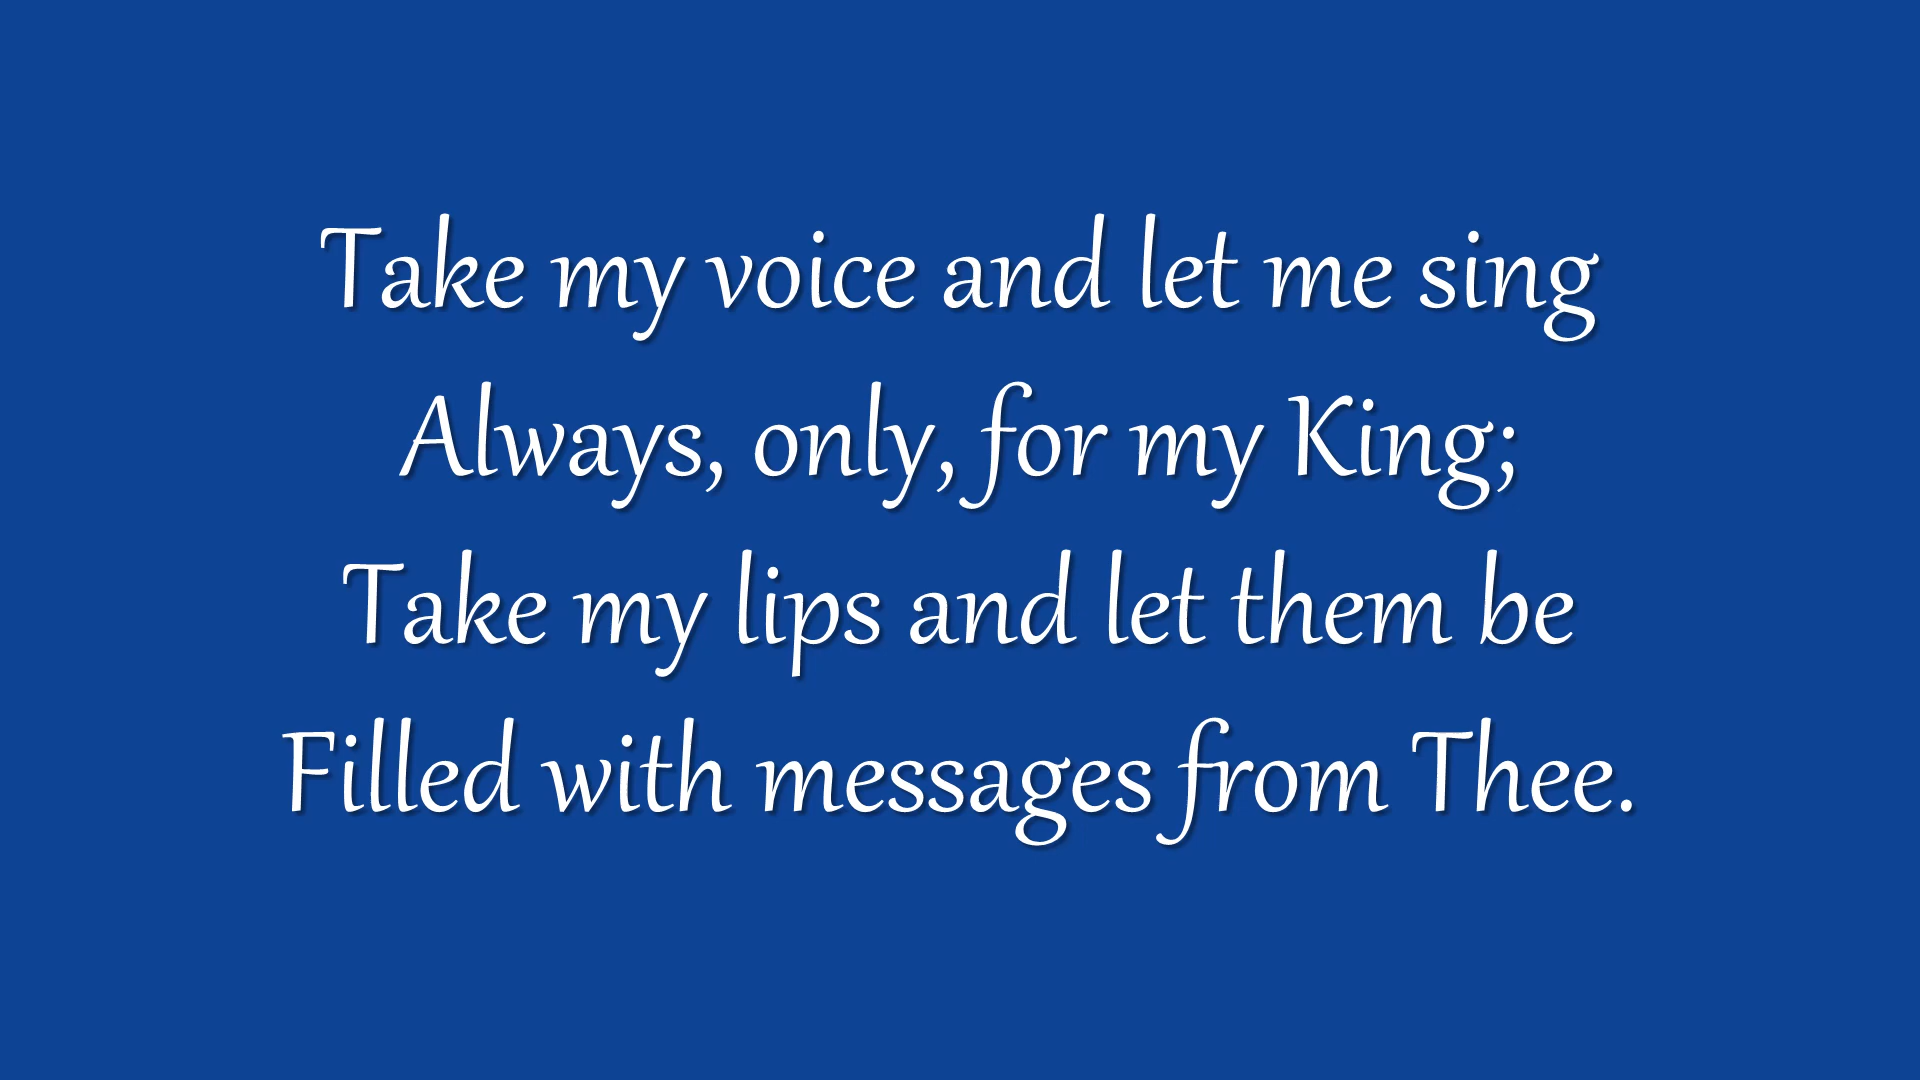 Take my voice and let me sing
Always, only, for my King;
Take my lips and let them be
Filled with messages from Thee.